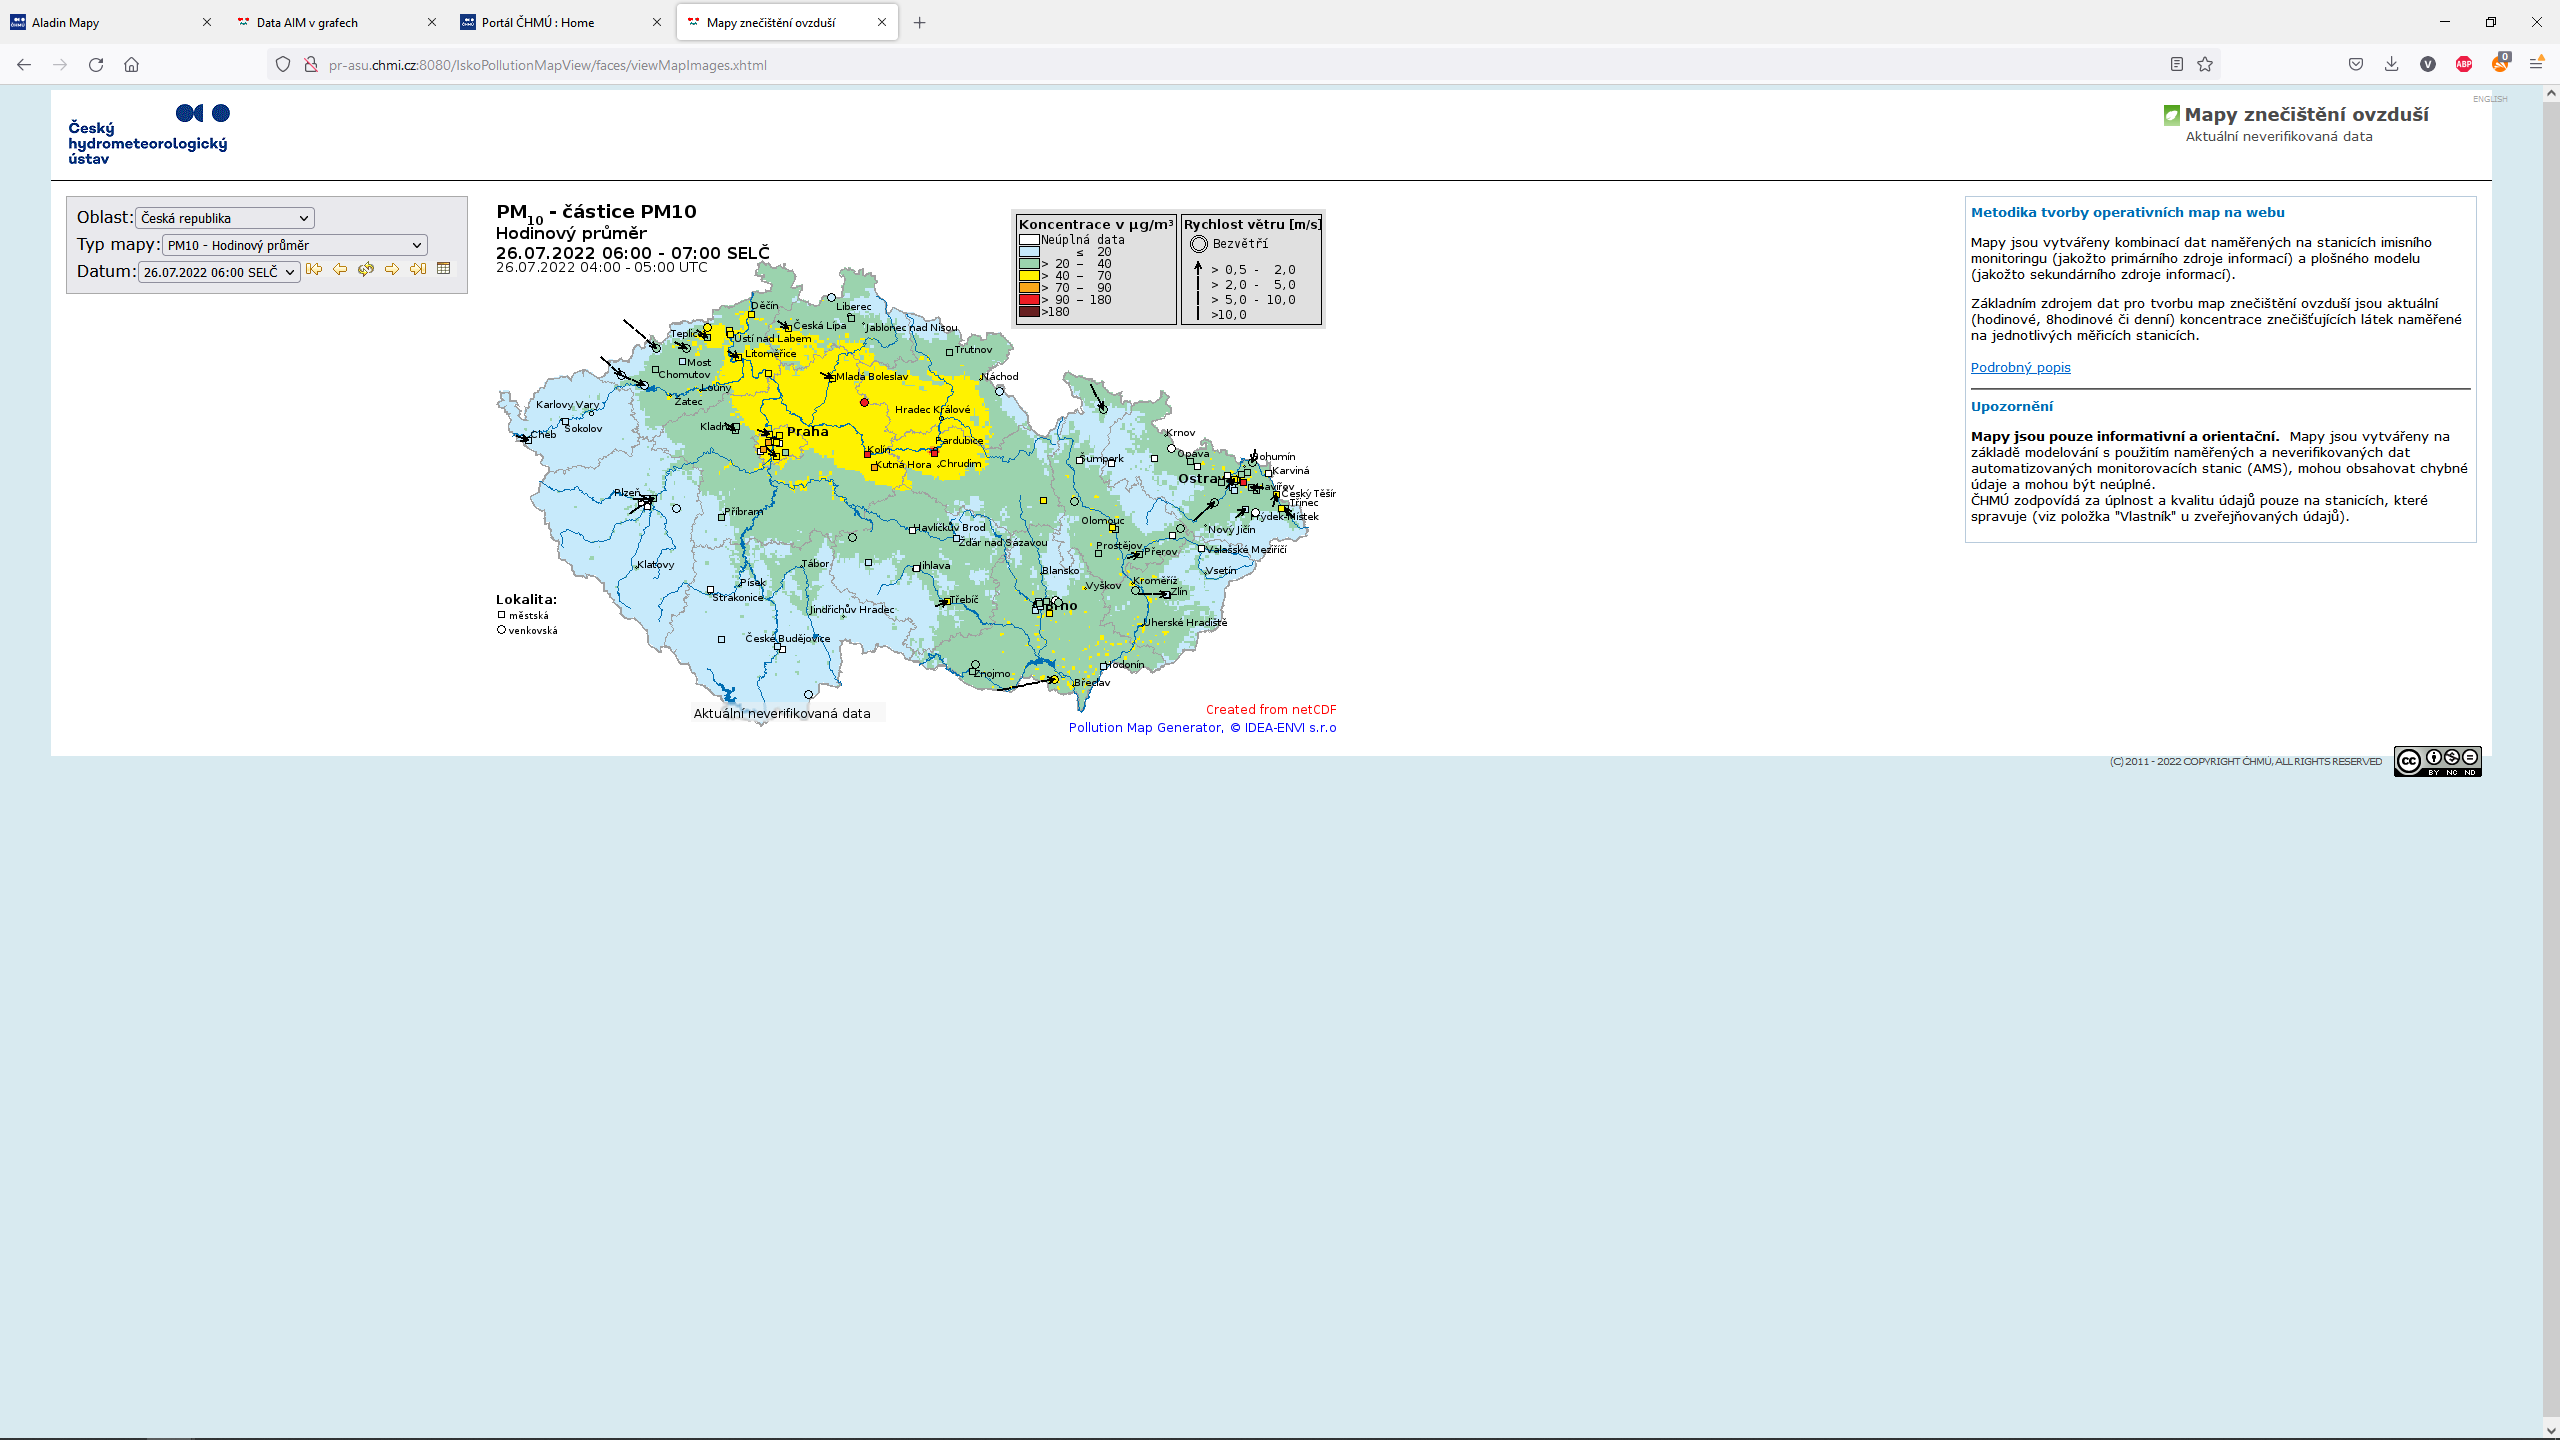 Aladin Mapy
Data AIM v grafech
Portál ČHMÚ : Home
Mapy znečištění ovzduší
pr-asu.chmi.cz:8080/IskoPollutionMapView/faces/viewMapImages.xhtml
V
ABP
0
Český
hydrometeorologický
ústav
ENGLISH
Mapy znečištění ovzduší
Aktuální neverifikovaná data
Oblast: Česká republika
Typ mapy: PM10 - Hodinový průměr
Datum: 26.07.2022 06:00 SELČ
PM10 - částice PM10
Hodinový průměr
26.07.2022 06:00 - 07:00 SELČ
26.07.2022 04:00 - 05:00 UTC
Koncentrace v µg/m³
Neúplná data
≤ 20
> 20 – 40
> 40 – 70
> 70 – 90
> 90 – 180
>180
Rychlost větru [m/s]
Bezvětří
> 0,5 - 2,0
> 2,0 - 5,0
> 5,0 - 10,0
>10,0
Děčín
Liberec
Teplice
Česká Lípa
Jablonec nad Nisou
Ústí nad Labem
Litoměřice
Trutnov
Most
Chomutov
Mladá Boleslav
Náchod
Louny
Žatec
Karlovy Vary
Hradec Králové
Sokolov
Cheb
Kladno
Praha
Krnov
Pardubice
Kolín
Opava
Bohumín
Šumperk
Kutná Hora
Chrudim
Karviná
Ostrava
Havířov
Plzeň
Český Těšín
Třinec
Příbram
Frýdek-Místek
Olomouc
Havlíčkův Brod
Nový Jičín
Žďár nad Sázavou
Prostějov
Přerov
Valašské Meziříčí
Klatovy
Tábor
Jihlava
Blansko
Vsetín
Písek
Vyškov
Kroměříž
Zlín
Strakonice
Třebíč
Brno
Jindřichův Hradec
Uherské Hradiště
České Budějovice
Hodonín
Znojmo
Břeclav
Lokalita:
městská
venkovská
Aktuální neverifikovaná data
Created from netCDF
Pollution Map Generator, © IDEA-ENVI s.r.o
Metodika tvorby operativních map na webu
Mapy jsou vytvářeny kombinací dat naměřených na stanicích imisního
monitoringu (jakožto primárního zdroje informací) a plošného modelu
(jakožto sekundárního zdroje informací).
Základním zdrojem dat pro tvorbu map znečištění ovzduší jsou aktuální
(hodinové, 8hodinové či denní) koncentrace znečišťujících látek naměřené
na jednotlivých měřicích stanicích.
Podrobný popis
Upozornění
Mapy jsou pouze informativní a orientační. Mapy jsou vytvářeny na
základě modelování s použitím naměřených a neverifikovaných dat
automatizovaných monitorovacích stanic (AMS), mohou obsahovat chybné
údaje a mohou být neúplné.
ČHMÚ zodpovídá za úplnost a kvalitu údajů pouze na stanicích, které
spravuje (viz položka "Vlastník" u zveřejňovaných údajů).
(C) 2011 - 2022 COPYRIGHT ČHMÚ, ALL RIGHTS RESERVED
cc BY NC ND